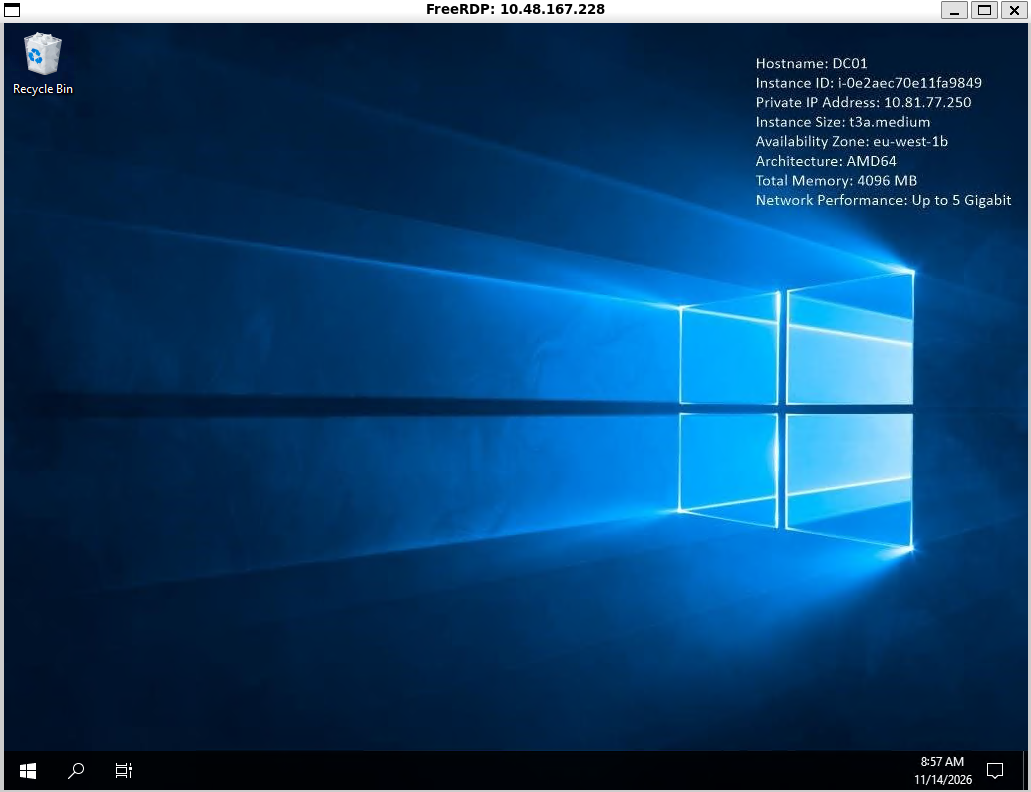 FreeRDP: 10.48.167.228
Recycle Bin
Hostname: DC01
Instance ID: i-0e2aec70e11fa9849
Private IP Address: 10.81.77.250
Instance Size: t3a.medium
Availability Zone: eu-west-1b
Architecture: AMD64
Total Memory: 4096 MB
Network Performance: Up to 5 Gigabit
8:57 AM
11/14/2026